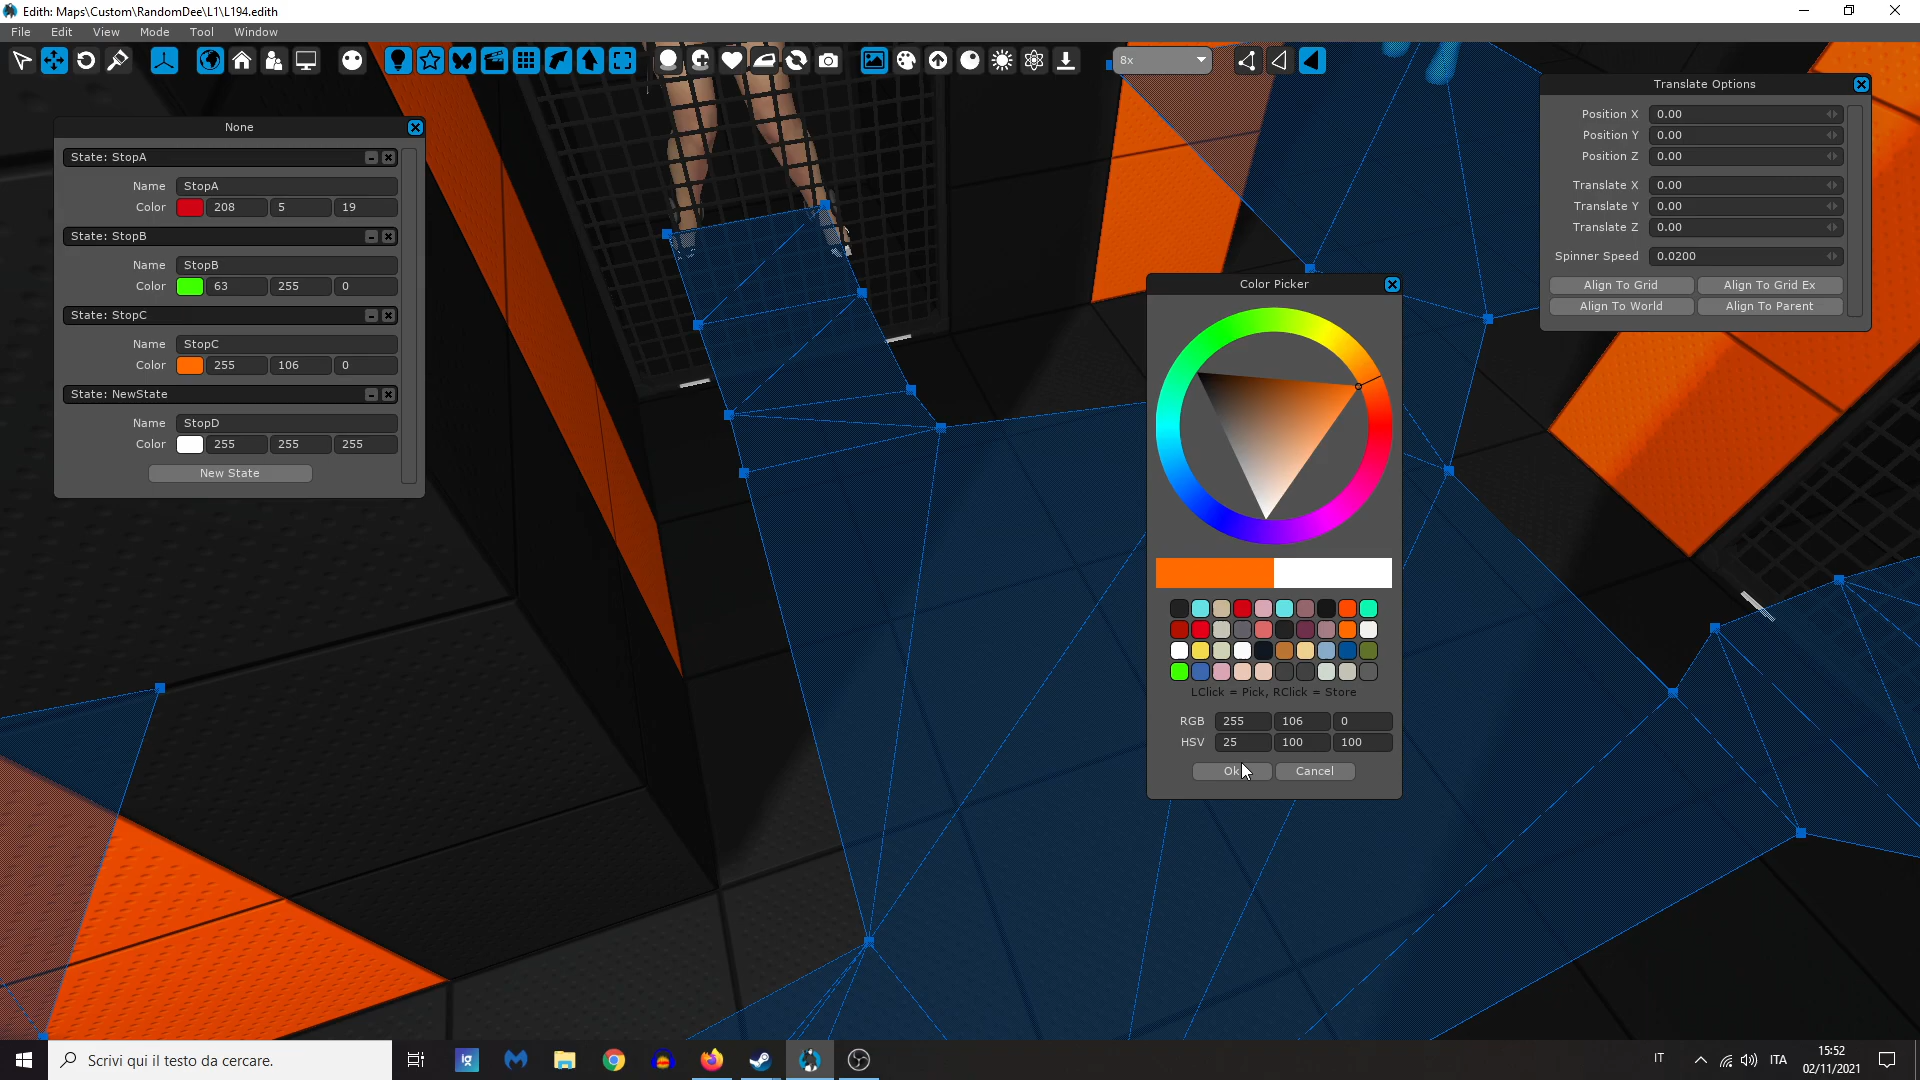 Edith: Maps\Custom\RandomDee\L1\L194.edith
File Edit View Mode Tool Window
8x
None
State: StopA
Name StopA
Color 208 5 19
State: StopB
Name StopB
Color 63 255 0
State: StopC
Name StopC
Color 255 106 0
State: NewState
Name StopD
Color 255 255 255
New State
Color Picker
LClick = Pick, RClick = Store
RGB 255 106 0
HSV 25 100 100
Ok Cancel
Translate Options
Position X 0.00
Position Y 0.00
Position Z 0.00
Translate X 0.00
Translate Y 0.00
Translate Z 0.00
Spinner Speed 0.0200
Align To Grid Align To Grid Ex
Align To World Align To Parent
Scrivi qui il testo da cercare.
IT
ITA
15:52
02/11/2021